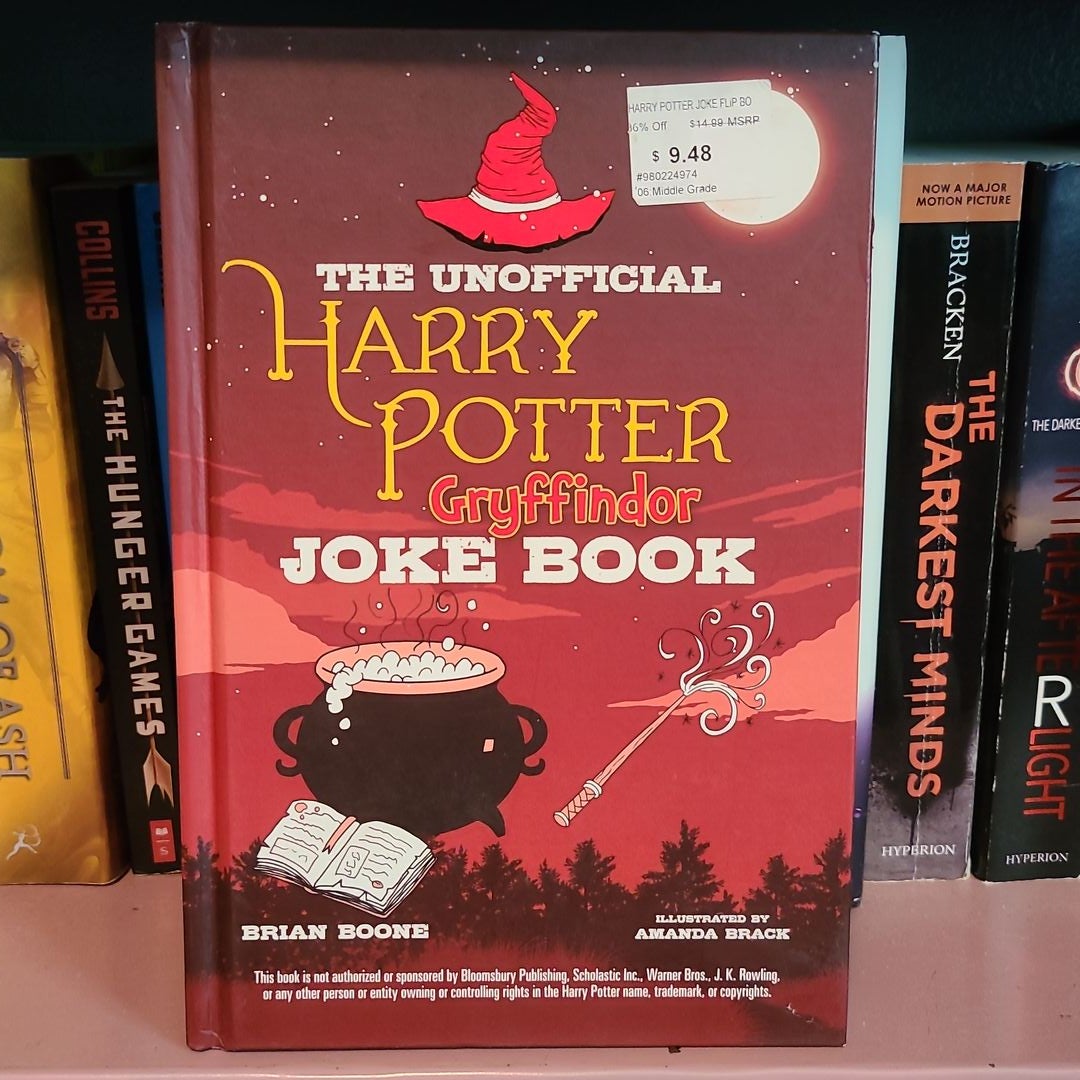 HARRY POTTER JOKE FLIP BO
36% Off $14.99 MSRP
$ 9.48
#980224974
06:Middle Grade
THE UNOFFICIAL
HARRY
POTTER
Gryffindor
JOKE BOOK
BRIAN BOONE
ILLUSTRATED BY
AMANDA BRACK
This book is not authorized or sponsored by Bloomsbury Publishing, Scholastic Inc., Warner Bros., J. K. Rowling,
or any other person or entity owning or controlling rights in the Harry Potter name, trademark, or copyrights.
OF ASH
COLLINS
THE HUNGER GAMES
NOW A MAJOR
MOTION PICTURE
BRACKEN
THE
DARKEST MINDS
HYPERION
THE DARKE
IN THE AFTERLIGHT
HYPERION